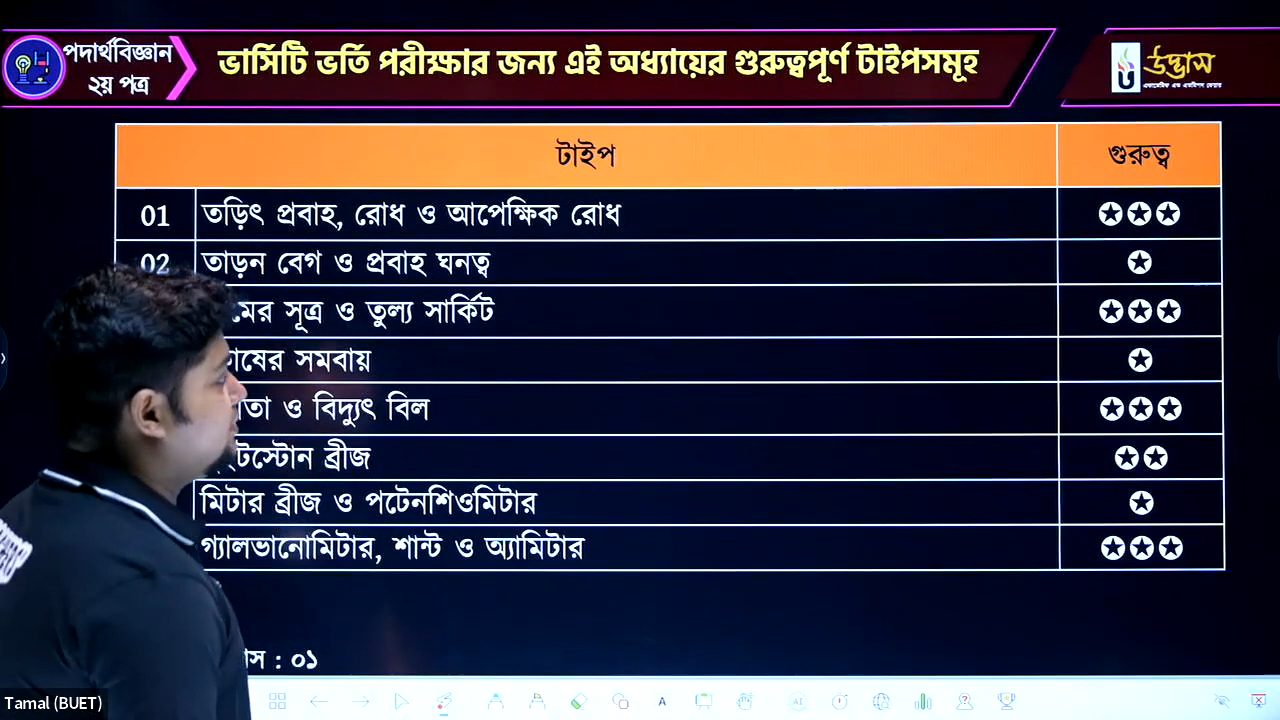 পদার্থবিজ্ঞান
২য় পত্র
ভার্সিটি ভর্তি পরীক্ষার জন্য এই অধ্যায়ের গুরুত্বপূর্ণ টাইপসমূহ
উদ্ভাস
টাইপ গুরুত্ব
01 তড়িৎ প্রবাহ, রোধ ও আপেক্ষিক রোধ ✪✪✪
02 তাড়ন বেগ ও প্রবাহ ঘনত্ব ✪
সূত্র ও তুল্য সার্কিট ✪✪✪
সমবায় ✪
ও বিদ্যুৎ বিল ✪✪✪
ব্রীজ ✪✪
মিটার ব্রীজ ও পটেনশিওমিটার ✪
গ্যালভানোমিটার, শান্ট ও অ্যামিটার ✪✪✪
: ০১
Tamal (BUET)
A
AI